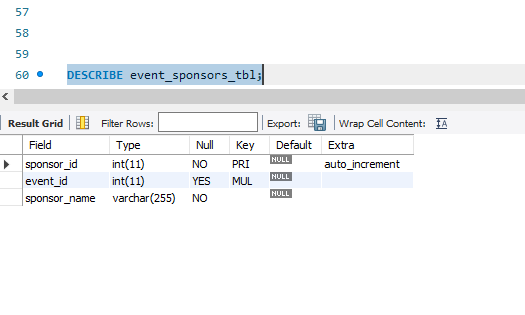 57
58
59
60 DESCRIBE event_sponsors_tbl;
Result Grid Filter Rows: Export: Wrap Cell Content: IA
Field Type Null Key Default Extra
sponsor_id int(11) NO PRI NULL auto_increment
event_id int(11) YES MUL NULL
sponsor_name varchar(255) NO NULL